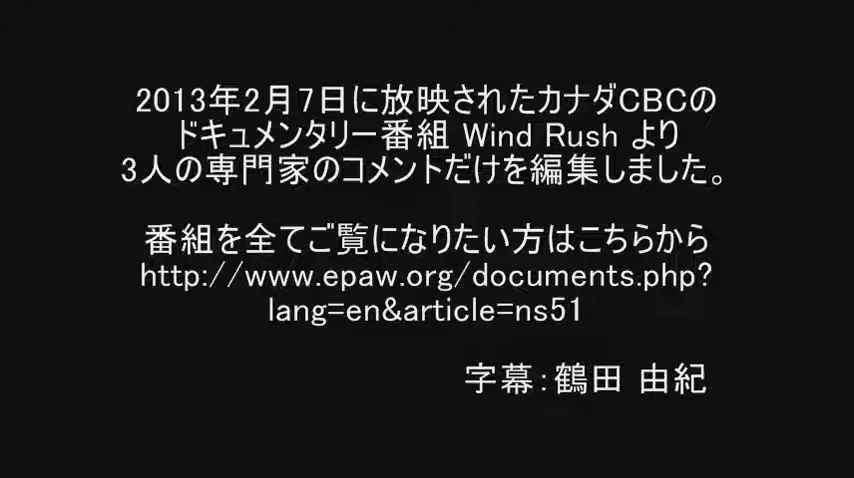 2013年2月7日に放映されたカナダCBCの
ドキュメンタリー番組 Wind Rush より
3人の専門家のコメントだけを編集しました。
番組を全てご覧になりたい方はこちらから
http://www.epaw.org/documents.php?
lang=en&article=ns51
字幕：鶴田 由紀